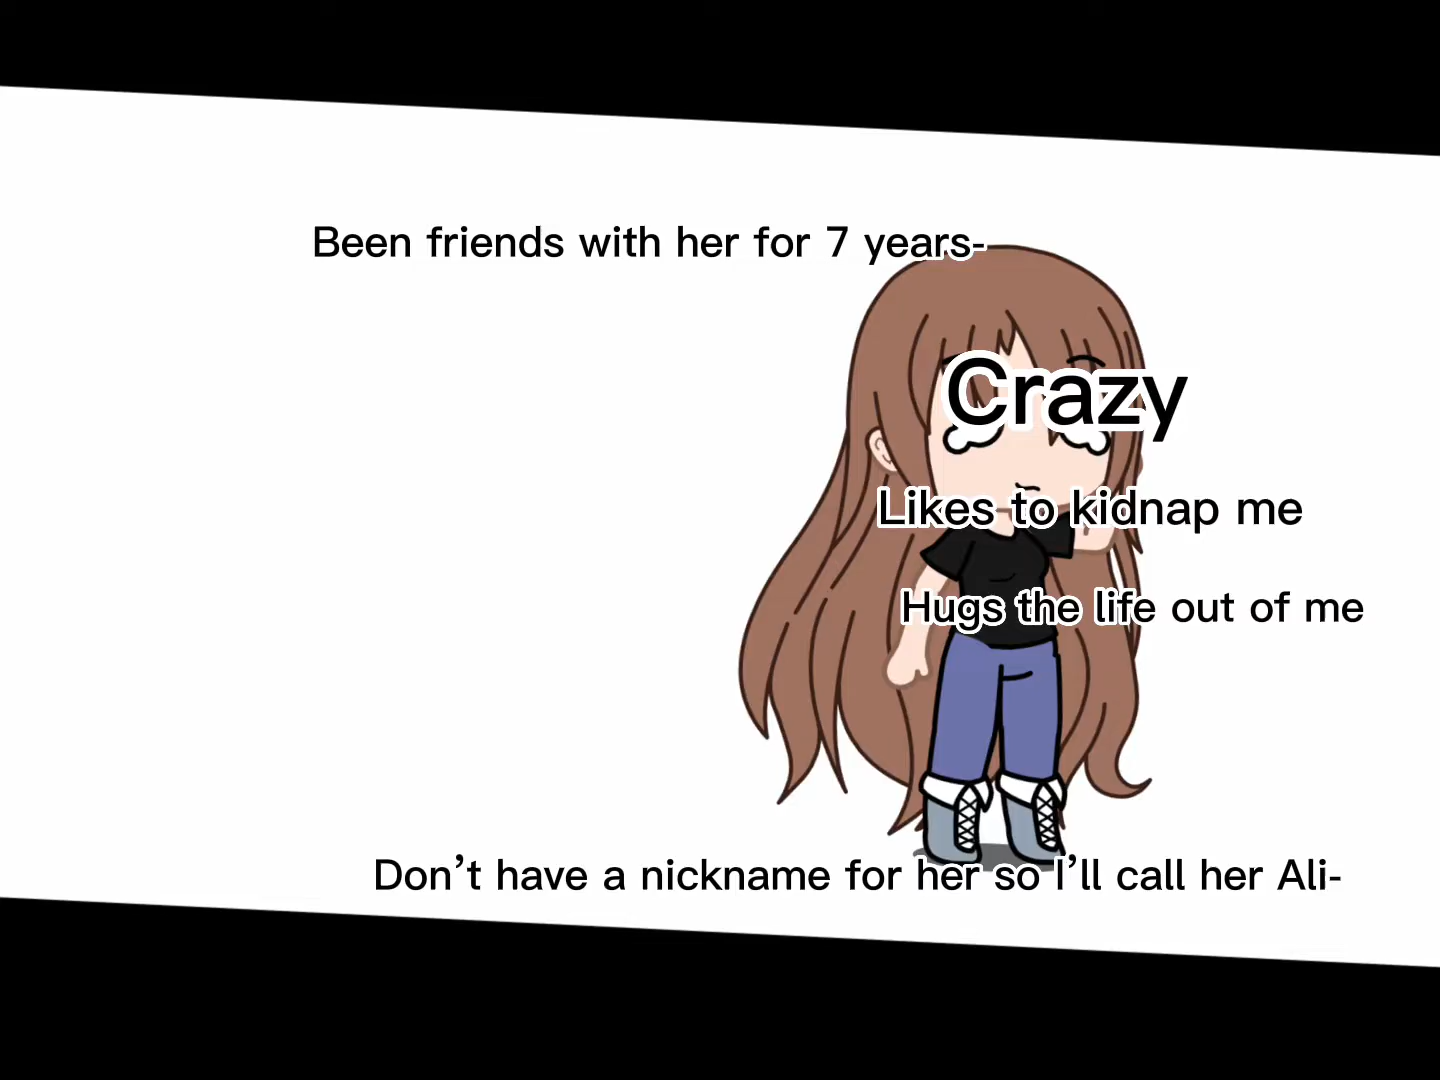 Been friends with her for 7 years-
Crazy
Likes to kidnap me
Hugs the life out of me
Don’t have a nickname for her so I’ll call her Ali-